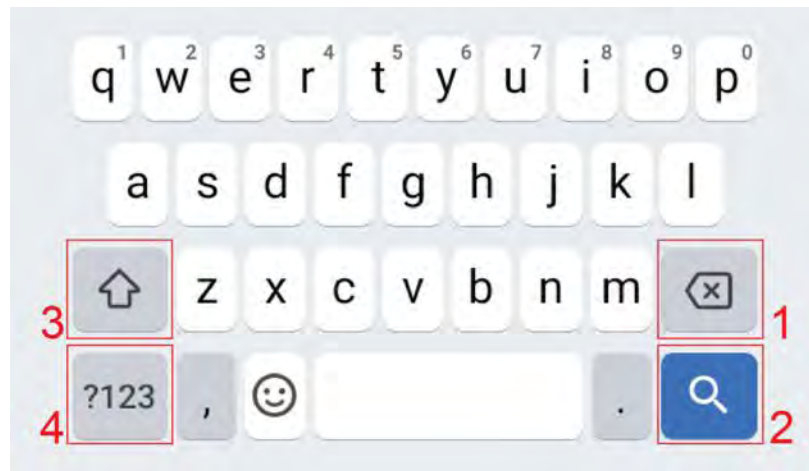 1 2 3 4 5 6 7 8 9 0
q w e r t y u i o p
a s d f g h j k l
3 z x c v b n m 1
4 ?123 , . 2